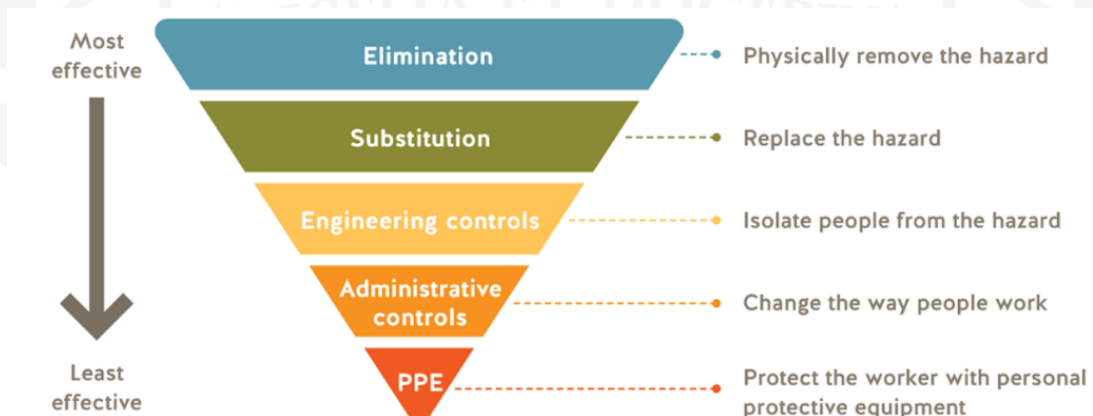 Most
effective
Elimination
Physically remove the hazard
Substitution
Replace the hazard
Engineering controls
Isolate people from the hazard
Administrative
controls
Change the way people work
Least
effective
PPE
Protect the worker with personal
protective equipment